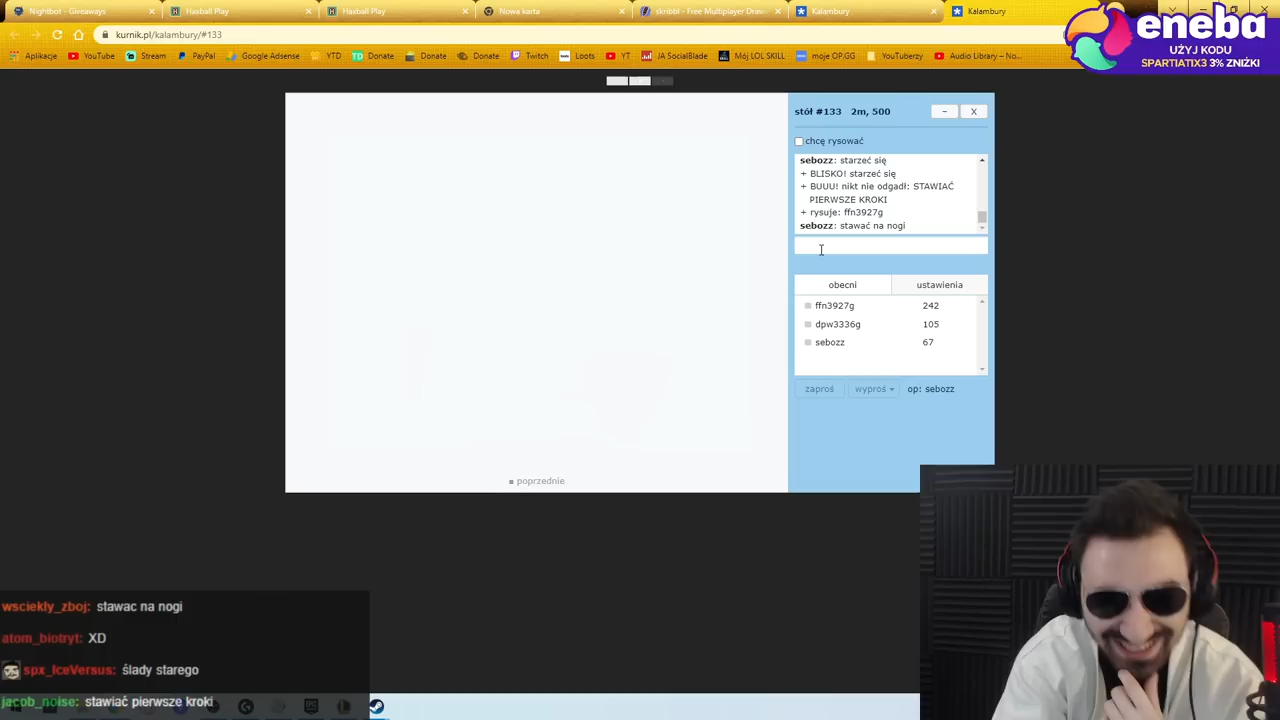 Nightbot - Giveaways
Haxball Play
Haxball Play
Nowa karta
skribbl - Free Multiplayer Draw
Kalambury
Kalambury
kurnik.pl/kalambury/#133
Aplikacje YouTube Stream PayPal Google Adsense YTD Donate Donate Donate Twitch Loots JA SocialBlade Mój LOL SKILL moje OP.GG YouTuberzy Audio Library – No...
eneba
UŻYJ KODU
SPARTIATIX3 3% ZNIŻKI
stół #133 2m, 500
– X
chcę rysować
sebozz: starzeć się
+ BLISKO! starzeć się
+ BUUU! nikt nie odgadł: STAWIAĆ
PIERWSZE KROKI
+ rysuje: ffn3927g
sebozz: stawać na nogi
obecni ustawienia
ffn3927g 242
dpw3336g 105
sebozz 67
zaproś wyproś op: sebozz
poprzednie
wsciekly_zboj: stawac na nogi
atom_biotryt: XD
spx_IceVersus: ślady starego
jacob_noise: stawiać pierwsze kroki